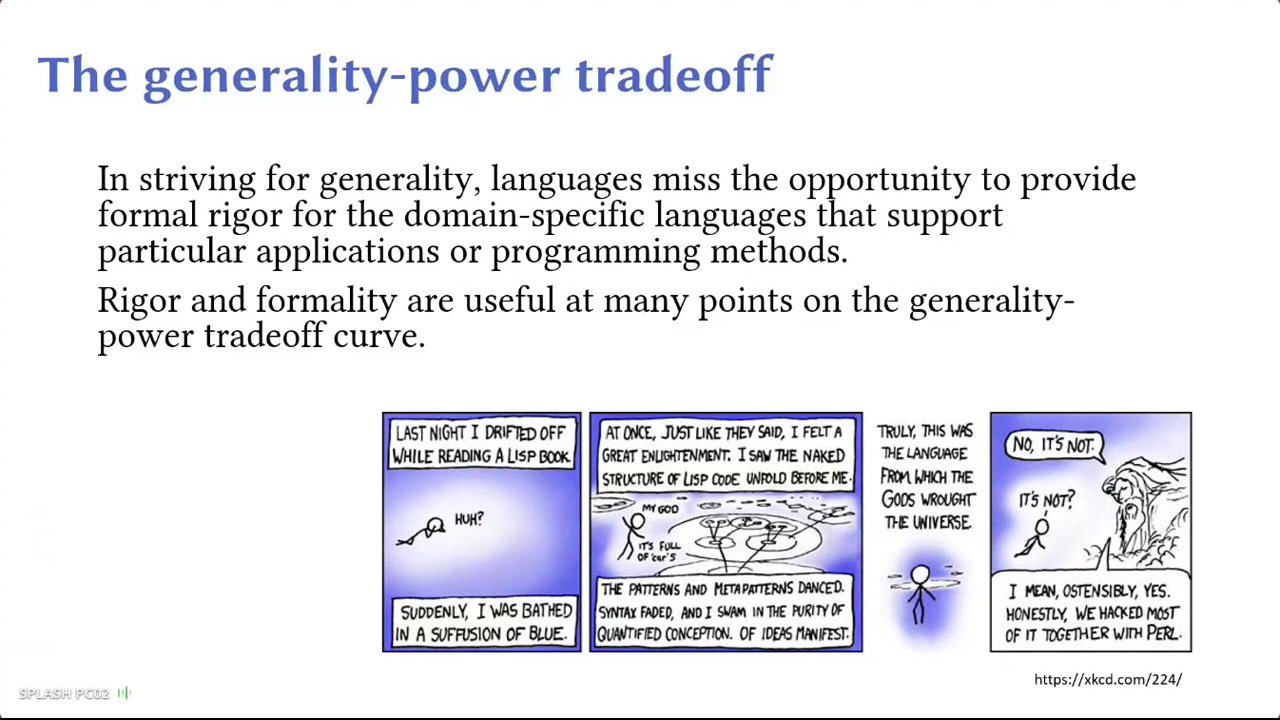 The generality-power tradeoff
In striving for generality, languages miss the opportunity to provide
formal rigor for the domain-specific languages that support
particular applications or programming methods.
Rigor and formality are useful at many points on the generality-
power tradeoff curve.
LAST NIGHT I DRIFTED OFF
WHILE READING A LISP BOOK.
HUH?
SUDDENLY, I WAS BATHED
IN A SUFFUSION OF BLUE.
AT ONCE, JUST LIKE THEY SAID, I FELT A
GREAT ENLIGHTENMENT. I SAW THE NAKED
STRUCTURE OF LISP CODE UNFOLD BEFORE ME.
MY GOD
IT'S FULL
OF 'car'S
THE PATTERNS AND METAPATTERNS DANCED.
SYNTAX FADED, AND I SWAM IN THE PURITY OF
QUANTIFIED CONCEPTION. OF IDEAS MANIFEST.
TRULY, THIS WAS
THE LANGUAGE
FROM WHICH THE
GODS WROUGHT
THE UNIVERSE.
NO, IT'S NOT.
IT'S NOT?
I MEAN, OSTENSIBLY, YES.
HONESTLY, WE HACKED MOST
OF IT TOGETHER WITH PERL.
https://xkcd.com/224/
SPLASH PC02